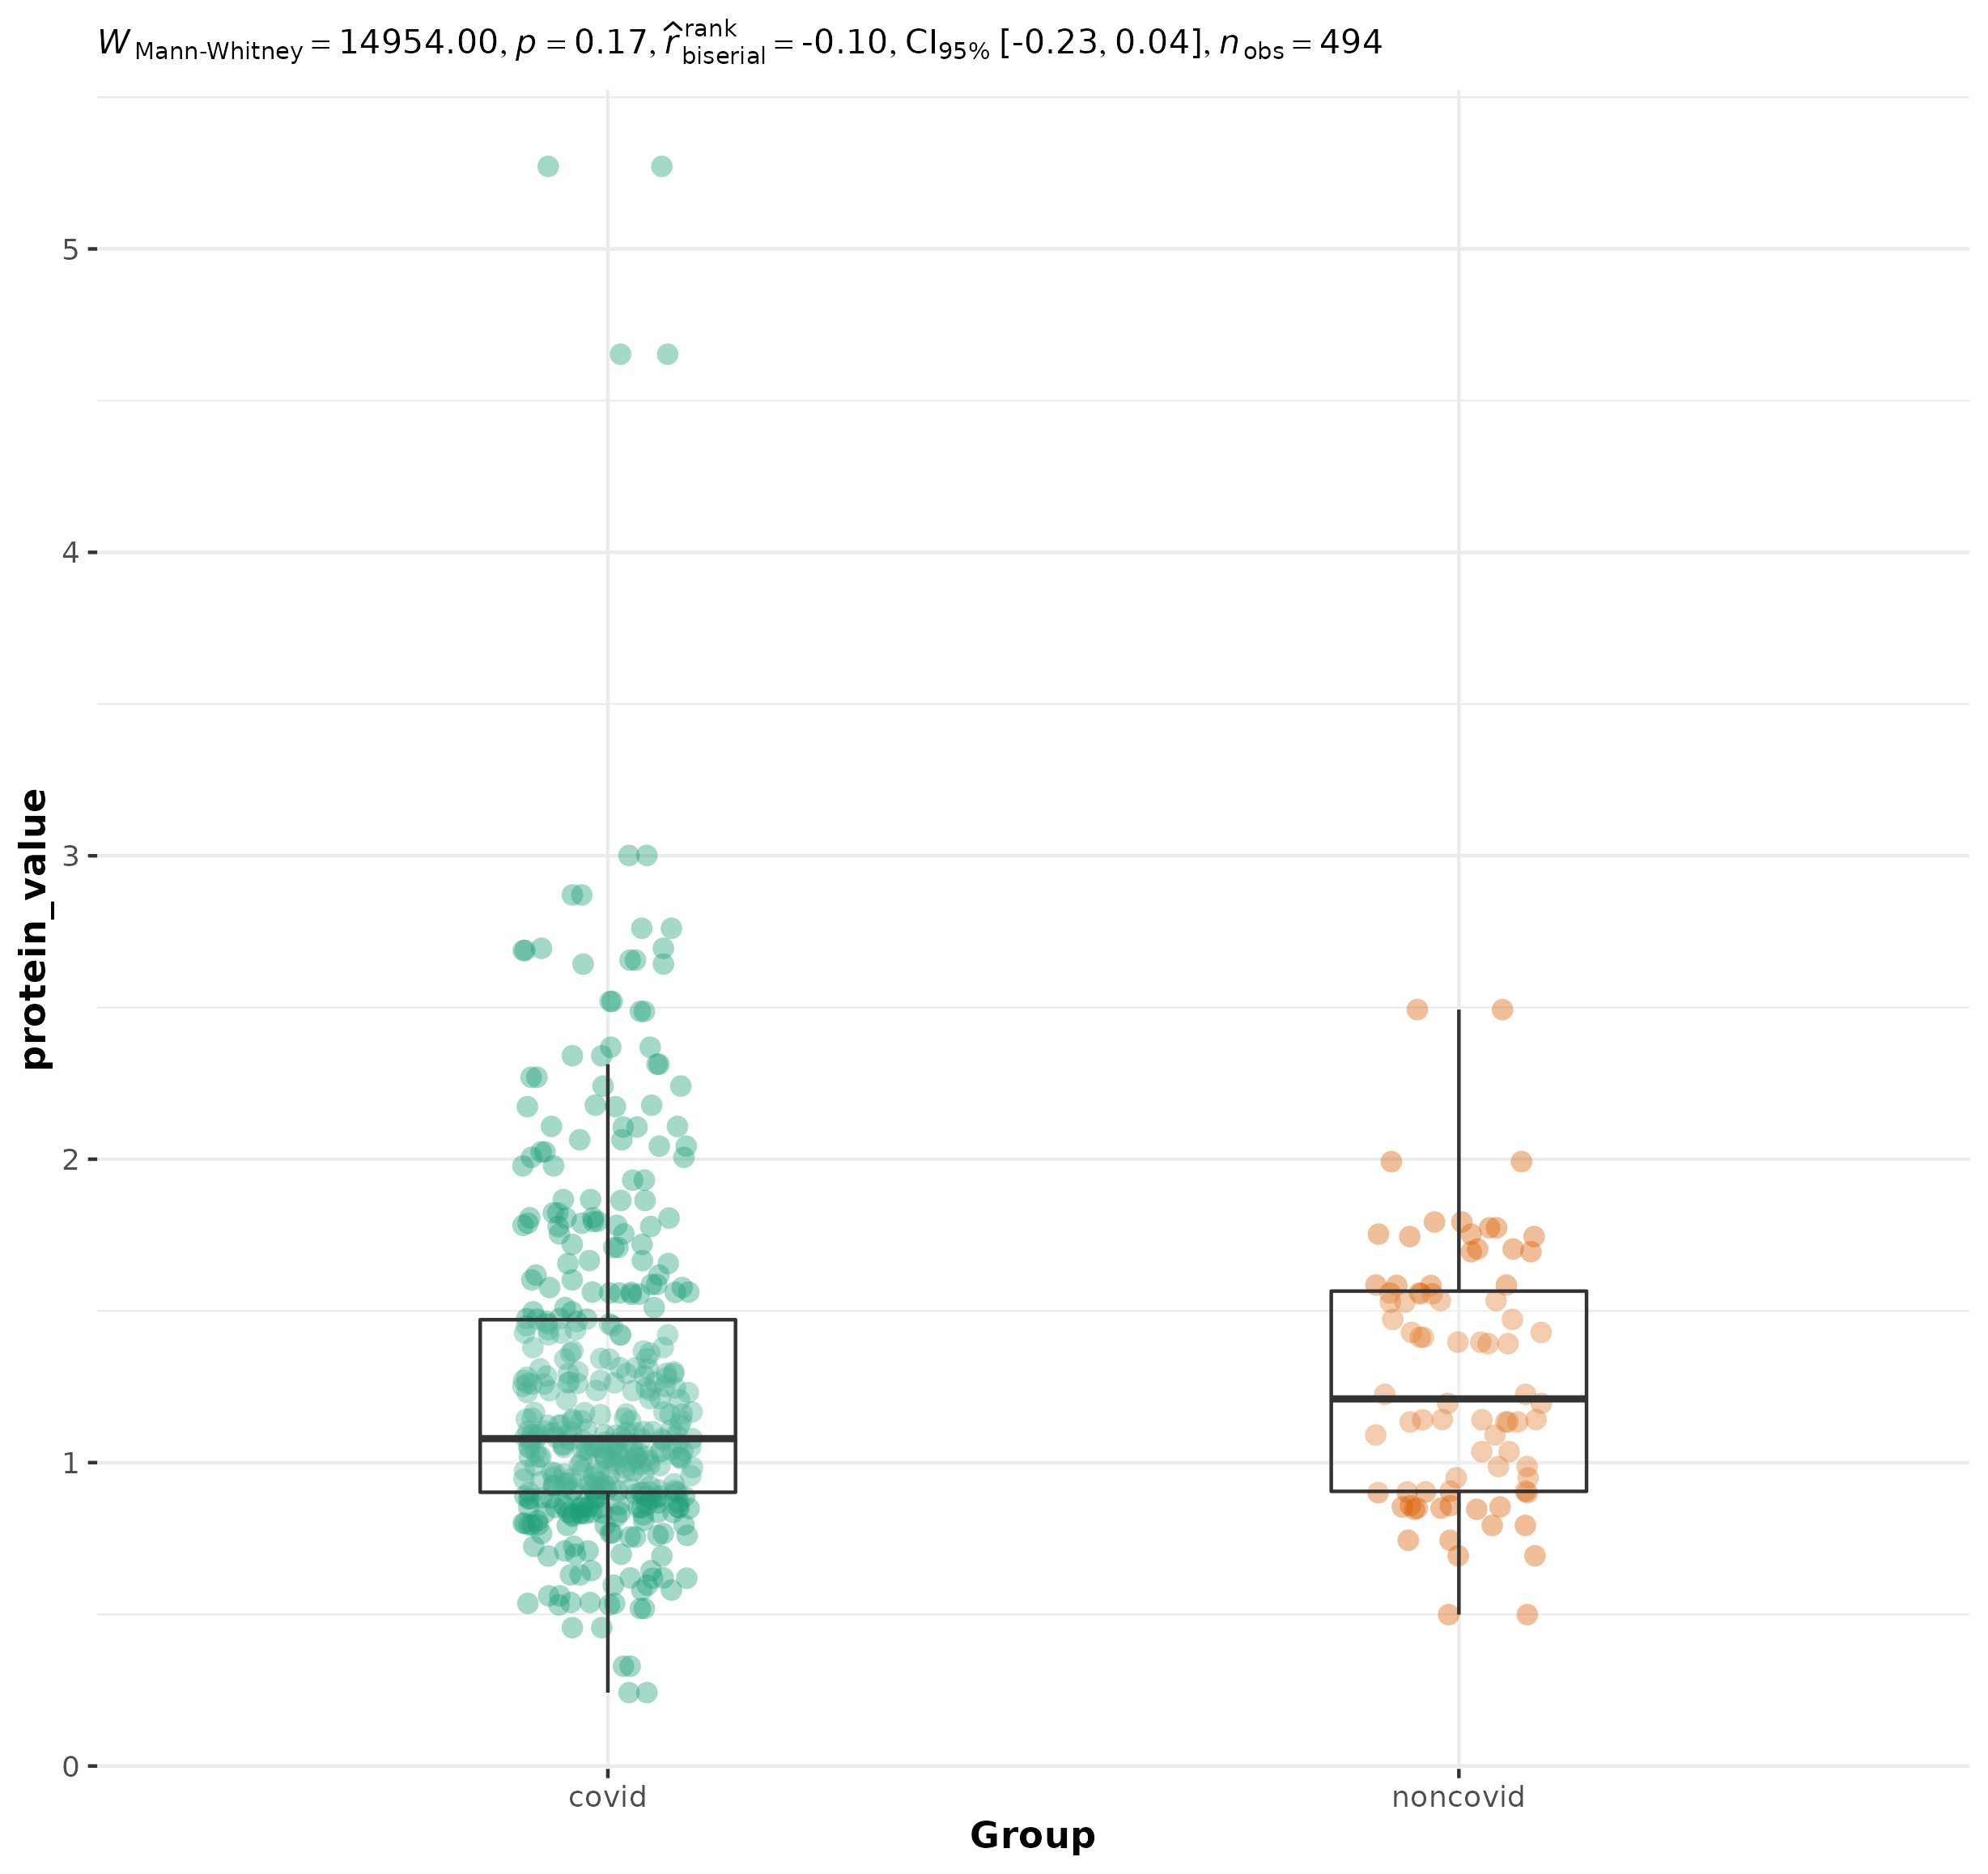 W Mann-Whitney = 14954.00, p = 0.17, r̂ rank biserial = -0.10, CI95% [-0.23, 0.04], n obs = 494
protein_value
5
4
3
2
1
0
covid noncovid
Group